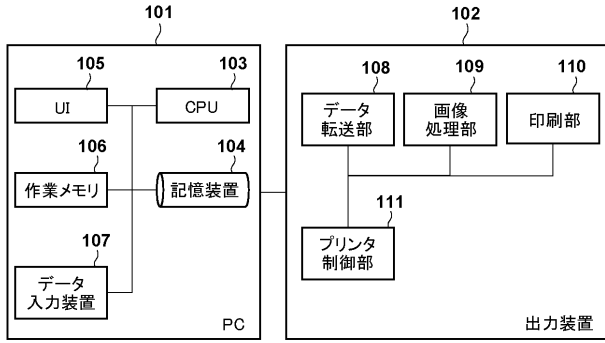 101
102
105
103
UI
CPU
106
104
作業メモリ
記憶装置
107
データ
入力装置
PC
108
109
110
データ
転送部
画像
処理部
印刷部
111
プリンタ
制御部
出力装置